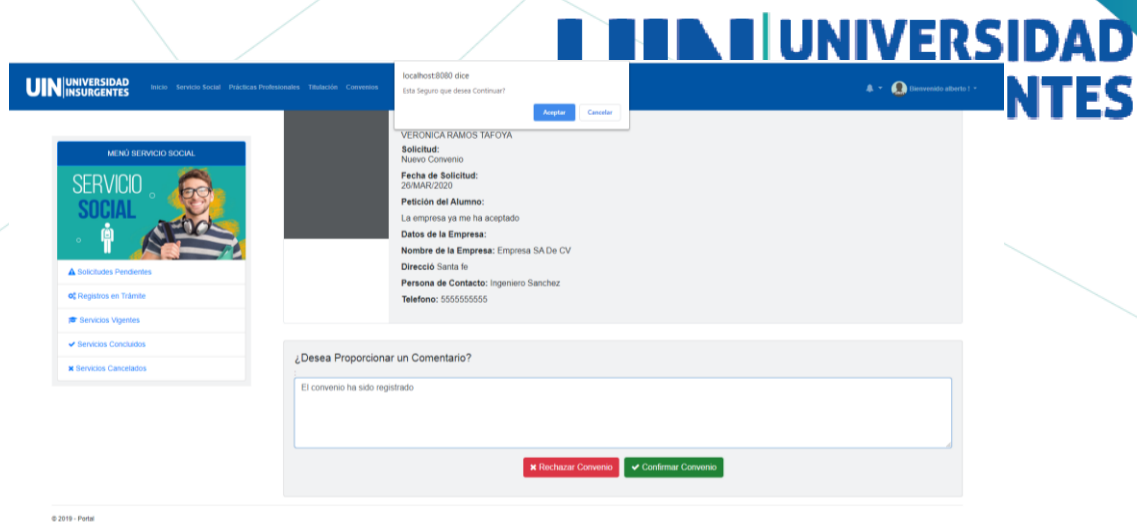 UNIVERSIDAD
NTES
UIN UNIVERSIDAD INSURGENTES
Inicio Servicio Social Prácticas Profesionales Titulación Convenios
localhost:8080 dice
Esta Seguro que desea Continuar?
Aceptar Cancelar
Bienvenido alberto !
MENÚ SERVICIO SOCIAL
SERVICIO
SOCIAL
Solicitudes Pendientes
Registros en Trámite
Servicios Vigentes
Servicios Concluidos
Servicios Cancelados
VERONICA RAMOS TAFOYA
Solicitud:
Nuevo Convenio
Fecha de Solicitud:
26/MAR/2020
Petición del Alumno:
La empresa ya me ha aceptado
Datos de la Empresa:
Nombre de la Empresa: Empresa SA De CV
Direcció Santa fe
Persona de Contacto: Ingeniero Sanchez
Telefono: 5555555555
¿Desea Proporcionar un Comentario?
El convenio ha sido registrado
Rechazar Convenio Confirmar Convenio
© 2019 - Portal